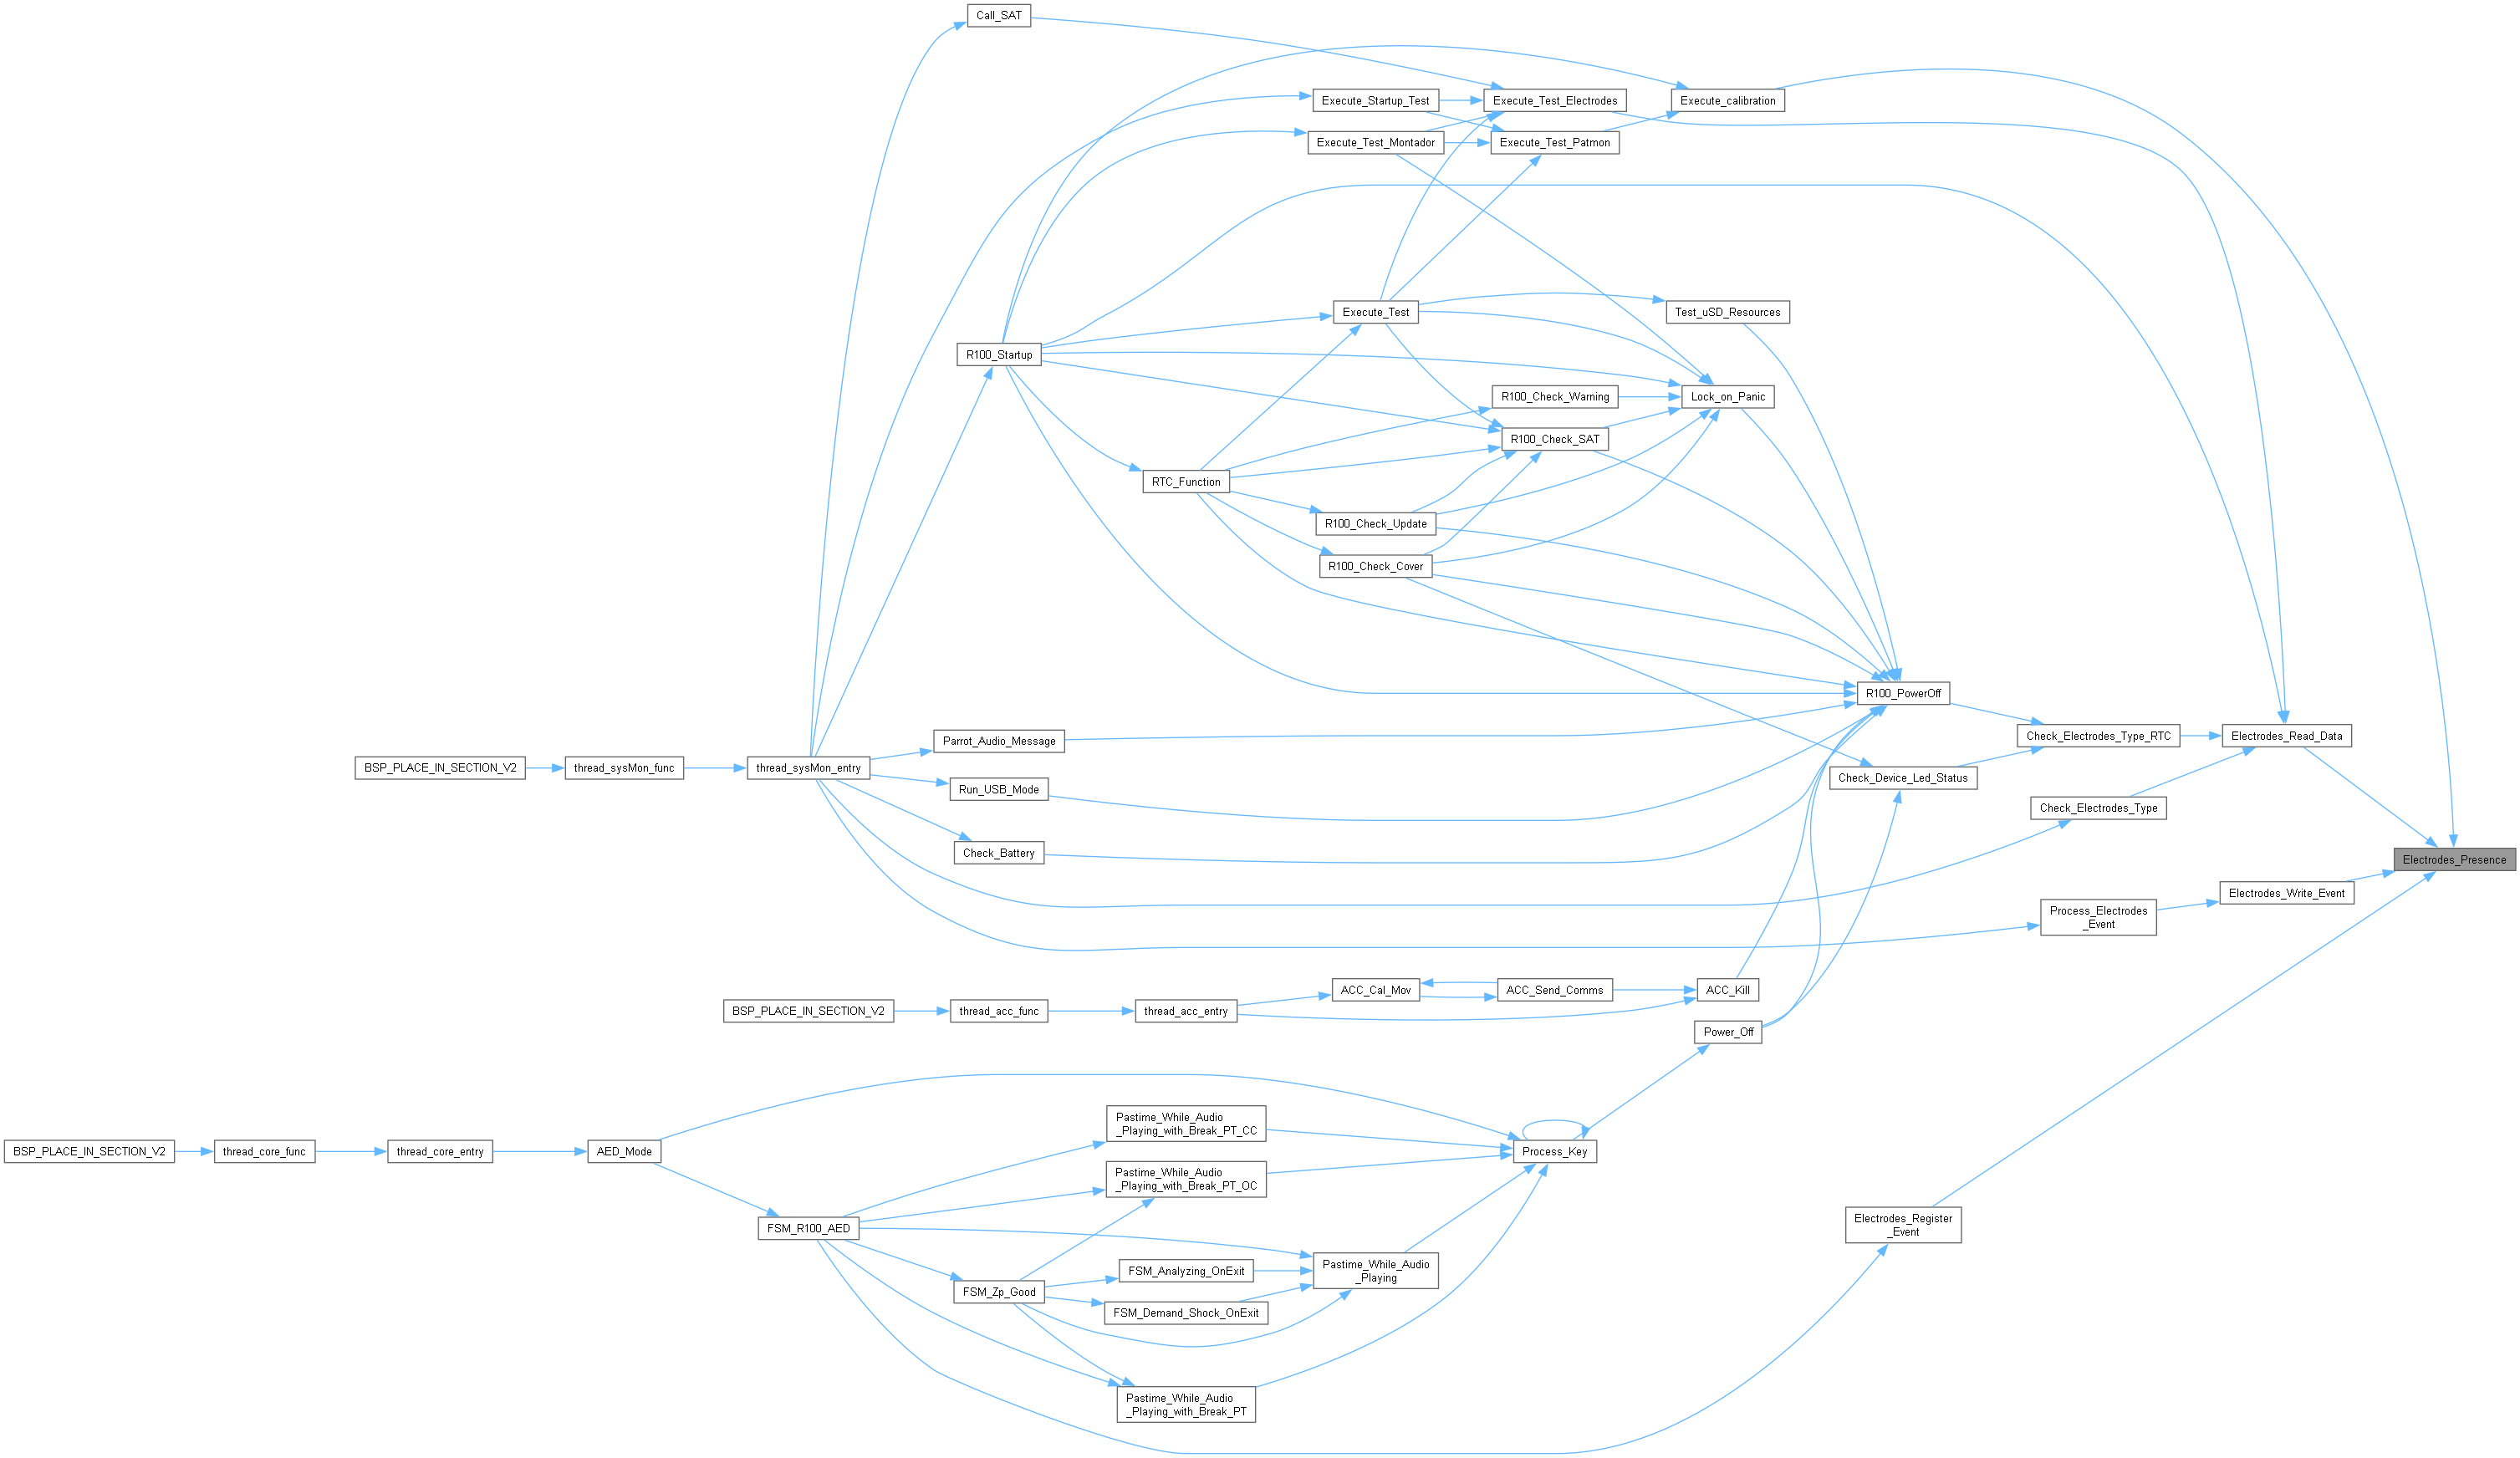 Call_SAT
Execute_Startup_Test
Execute_Test_Electrodes
Execute_calibration
Execute_Test_Montador
Execute_Test_Patmon
Execute_Test
Test_uSD_Resources
R100_Startup
R100_Check_Warning
Lock_on_Panic
R100_Check_SAT
RTC_Function
R100_Check_Update
R100_Check_Cover
R100_PowerOff
Parrot_Audio_Message
Check_Electrodes_Type_RTC
Electrodes_Read_Data
BSP_PLACE_IN_SECTION_V2
thread_sysMon_func
thread_sysMon_entry
Check_Device_Led_Status
Run_USB_Mode
Check_Electrodes_Type
Check_Battery
Electrodes_Presence
Electrodes_Write_Event
Process_Electrodes
_Event
ACC_Cal_Mov
ACC_Send_Comms
ACC_Kill
BSP_PLACE_IN_SECTION_V2
thread_acc_func
thread_acc_entry
Power_Off
Pastime_While_Audio
_Playing_with_Break_PT_CC
BSP_PLACE_IN_SECTION_V2
thread_core_func
thread_core_entry
AED_Mode
Process_Key
Pastime_While_Audio
_Playing_with_Break_PT_OC
FSM_R100_AED
Electrodes_Register
_Event
FSM_Analyzing_OnExit
Pastime_While_Audio
_Playing
FSM_Zp_Good
FSM_Demand_Shock_OnExit
Pastime_While_Audio
_Playing_with_Break_PT